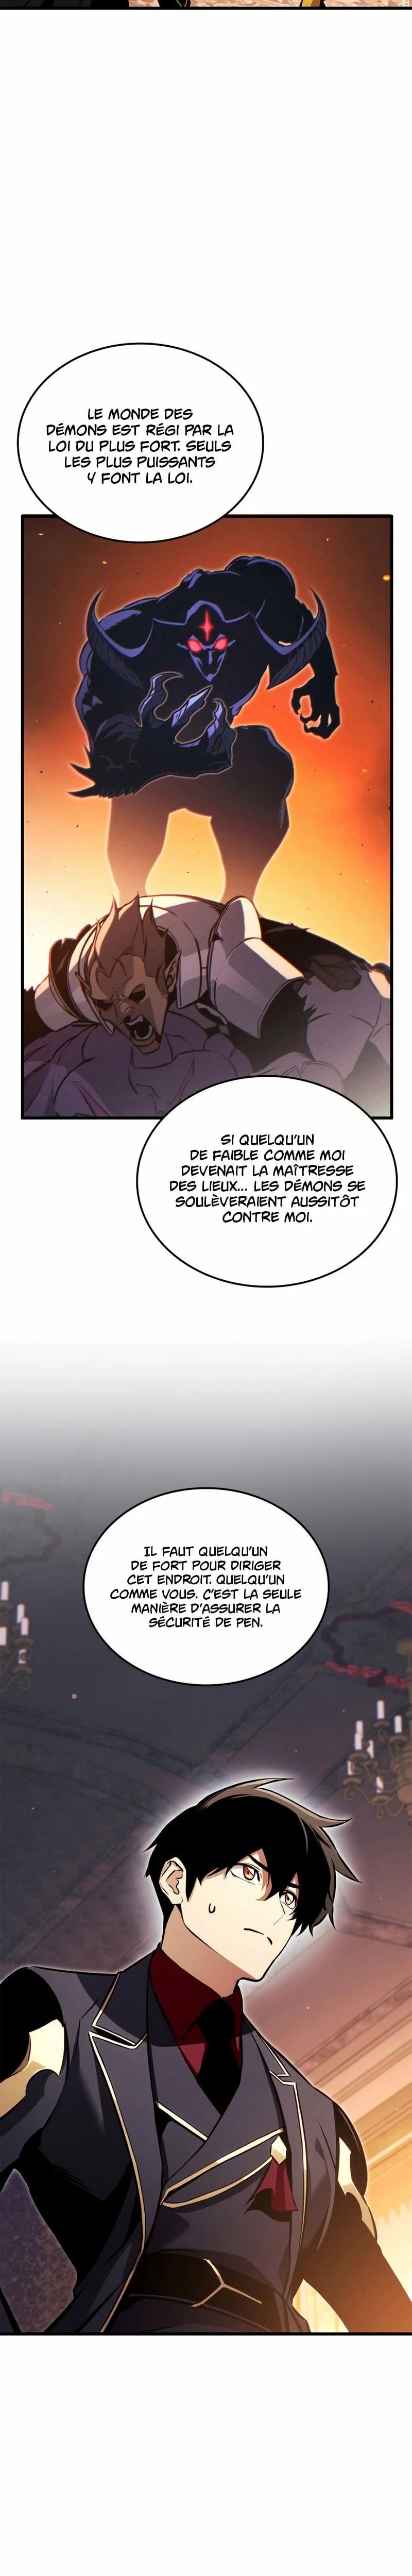 LE MONDE DES
DÉMONS EST RÉGI PAR LA
LOI DU PLUS FORT. SEULS
LES PLUS PUISSANTS
Y FONT LA LOI.
SI QUELQU'UN
DE FAIBLE COMME MOI
DEVENAIT LA MAÎTRESSE
DES LIEUX... LES DÉMONS SE
SOULÈVERAIENT AUSSITÔT
CONTRE MOI.
IL FAUT QUELQU'UN
DE FORT POUR DIRIGER
CET ENDROIT. QUELQU'UN
COMME VOUS. C'EST LA SEULE
MANIÈRE D'ASSURER LA
SÉCURITÉ DE PEN.